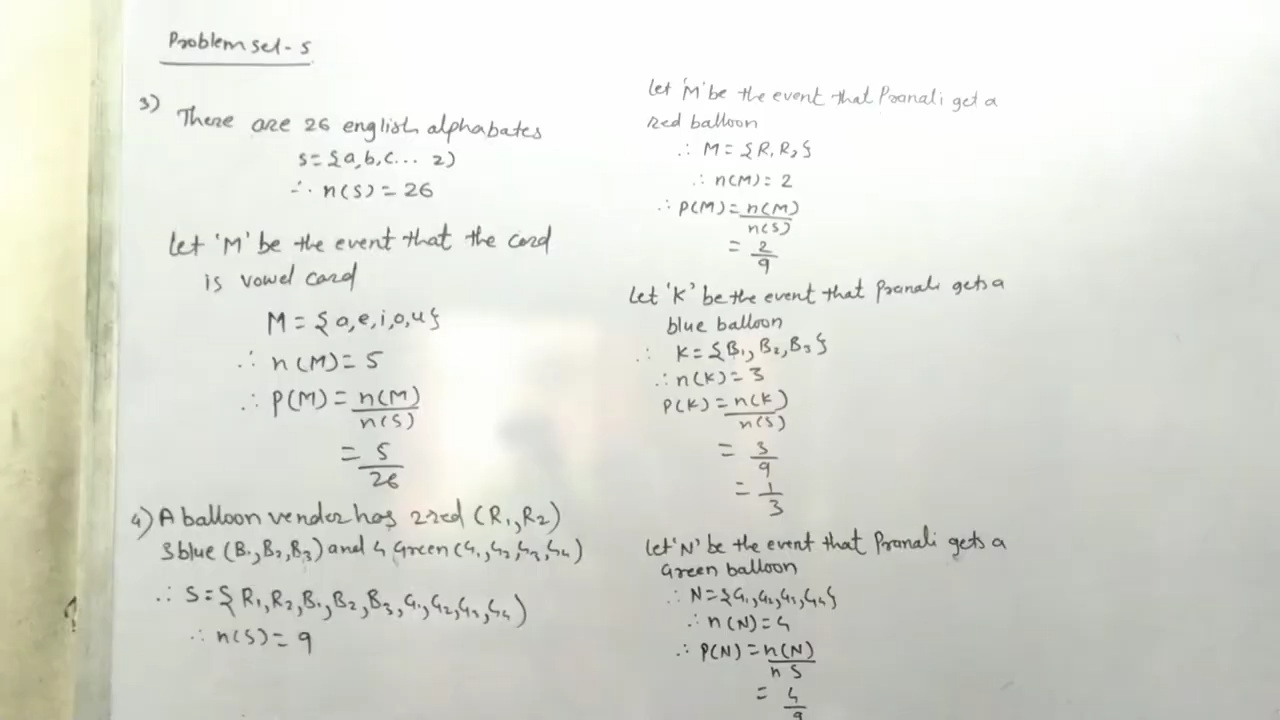 Problem set - 5
3) There are 26 english alphabates
S = {a, b, c ... z)
∴ n(S) = 26
Let 'M' be the event that the card
is vowel card
M = {a, e, i, o, u}
∴ n(M) = 5
∴ P(M) = n(M)
n(S)
= 5
26
4) A balloon vender has 2 red (R1, R2)
3 blue (B1, B2, B3) and 4 Green (G1, G2, G3, G4)
∴ S = { R1, R2, B1, B2, B3, G1, G2, G3, G4 )
∴ n(S) = 9
Let 'M' be the event that Pranali get a
red balloon
∴ M = {R1 R2}
∴ n(M) = 2
∴ P(M) = n(M)
n(S)
= 2
9
Let 'K' be the event that Pranali gets a
blue balloon
∴ K = {B1, B2, B3}
∴ n(K) = 3
P(K) = n(K)
n(S)
= 3
9
= 1
3
Let 'N' be the event that Pranali gets a
Green balloon
∴ N = {G1, G2, G3, G4}
∴ n(N) = 4
∴ P(N) = n(N)
n S
= 4
9